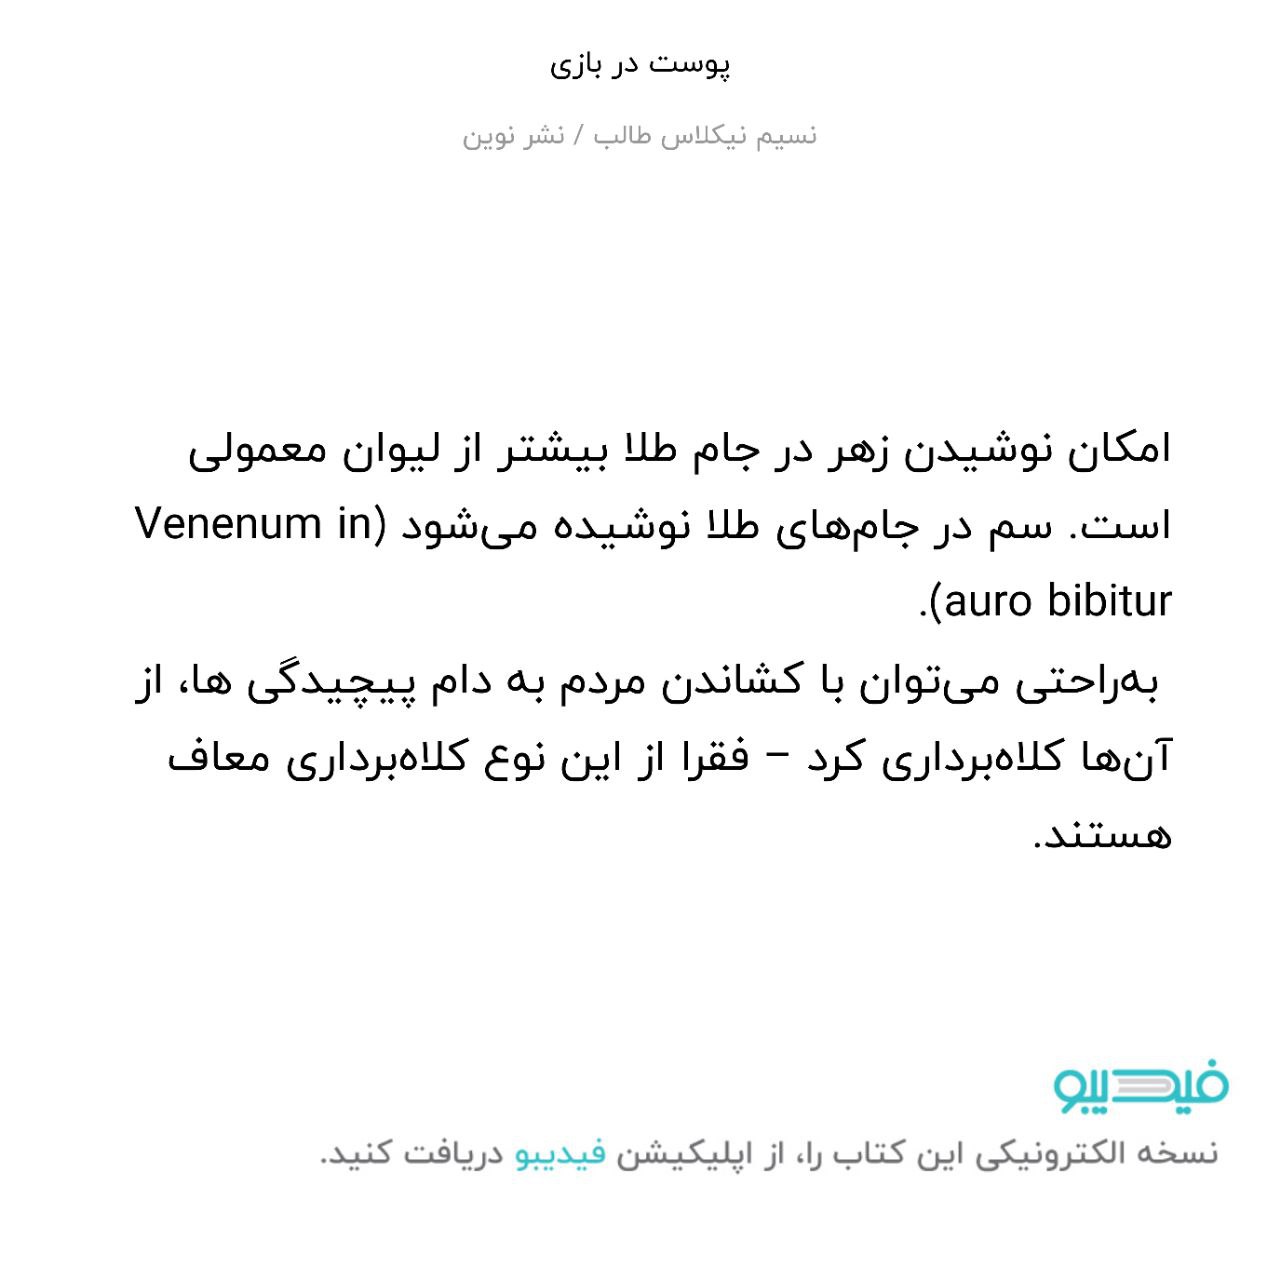 پوست در بازی
نسیم نیکلاس طالب / نشر نوین
امکان نوشیدن زهر در جام طلا بیشتر از لیوان معمولی
است. سم در جام‌های طلا نوشیده می‌شود (Venenum in
auro bibitur).
به‌راحتی می‌توان با کشاندن مردم به دام پیچیدگی ها، از
آن‌ها کلاه‌برداری کرد – فقرا از این نوع کلاه‌برداری معاف
هستند.
فیدیبو
نسخه الکترونیکی این کتاب را، از اپلیکیشن فیدیبو دریافت کنید.